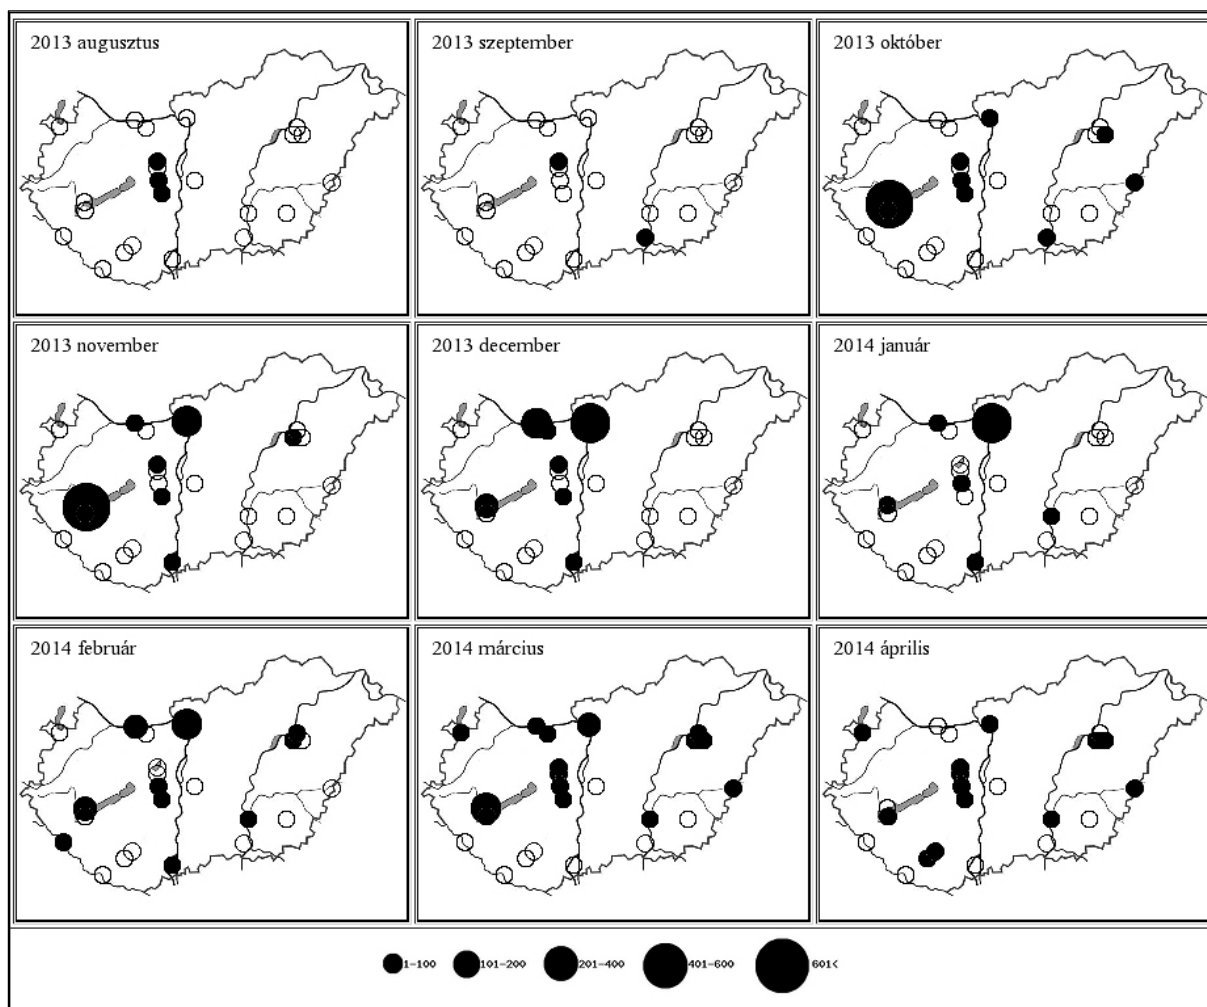 2013 augusztus
2013 szeptember
2013 október
2013 november
2013 december
2014 január
2014 február
2014 március
2014 április
1-100
101-200
201-400
401-600
601<